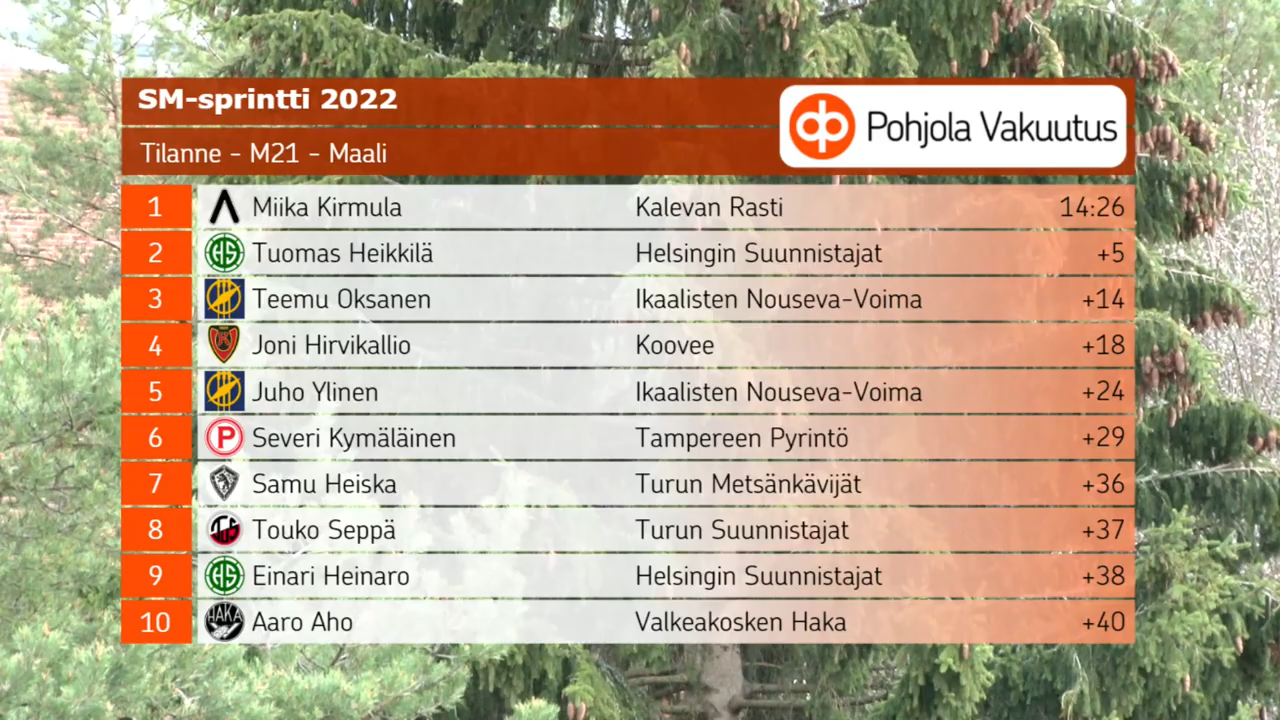 SM-sprintti 2022
Tilanne - M21 - Maali
Pohjola Vakuutus
1 Miika Kirmula Kalevan Rasti 14:26
2 Tuomas Heikkilä Helsingin Suunnistajat +5
3 Teemu Oksanen Ikaalisten Nouseva-Voima +14
4 Joni Hirvikallio Koovee +18
5 Juho Ylinen Ikaalisten Nouseva-Voima +24
6 P Severi Kymäläinen Tampereen Pyrintö +29
7 Samu Heiska Turun Metsänkävijät +36
8 Touko Seppä Turun Suunnistajat +37
9 Einari Heinaro Helsingin Suunnistajat +38
10 HAKA Aaro Aho Valkeakosken Haka +40